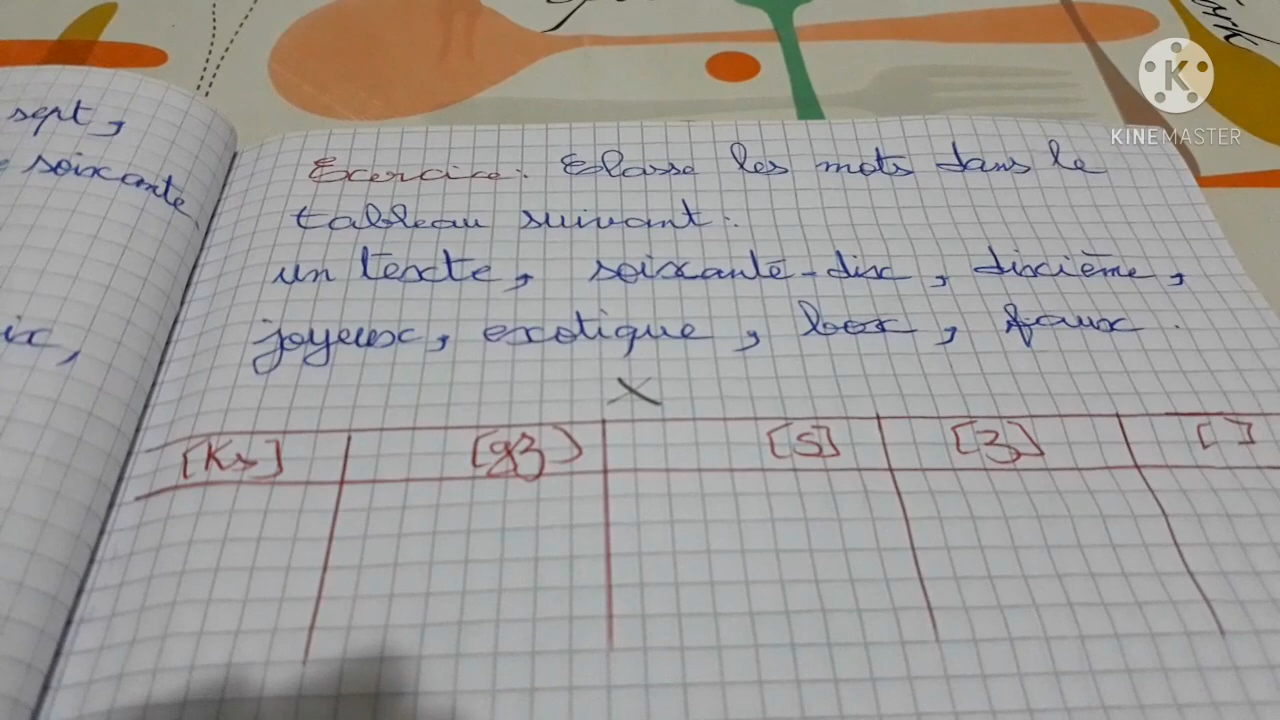 sept,
soixante
ix,
Exercice: Classe les mots dans le
tableau suivant:
un texte, soixante-dix, dixième,
joyeux, exotique, box, faux.
X
[Ks] [gz] [S] [z] [ ]
K
KINEMASTER